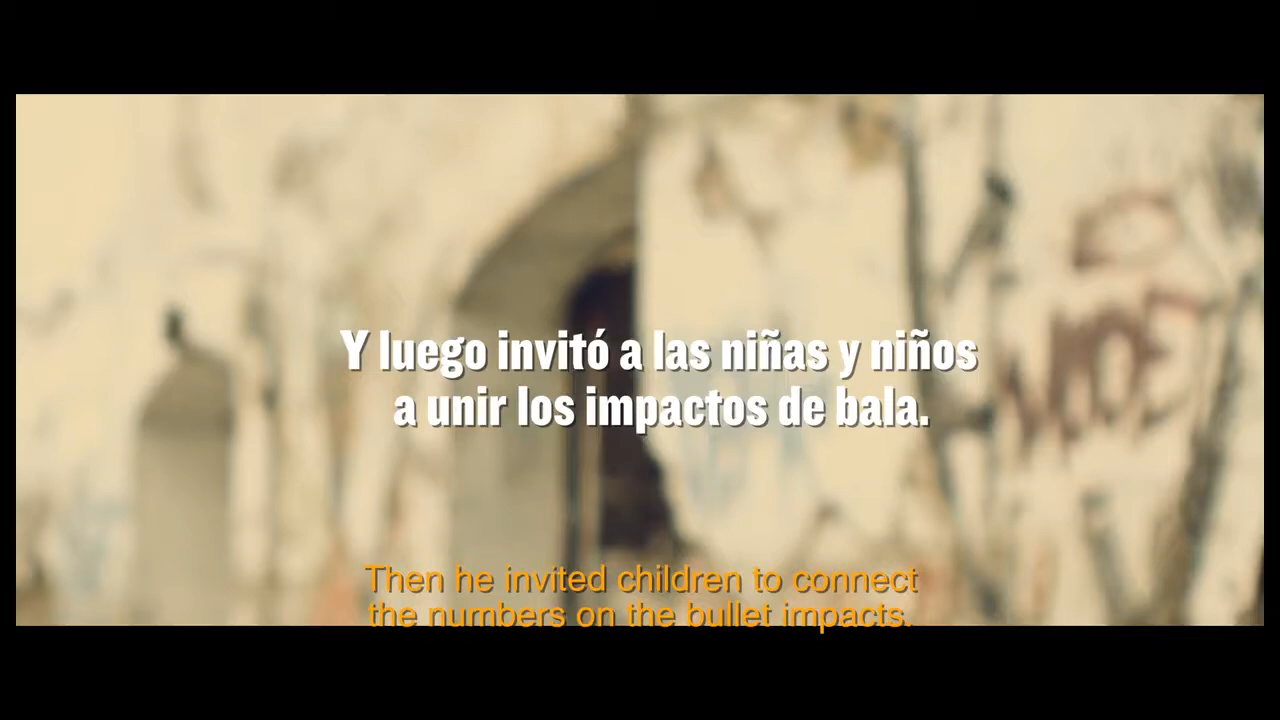 Y luego invitó a las niñas y niños
a unir los impactos de bala.
Then he invited children to connect
the numbers on the bullet impacts.